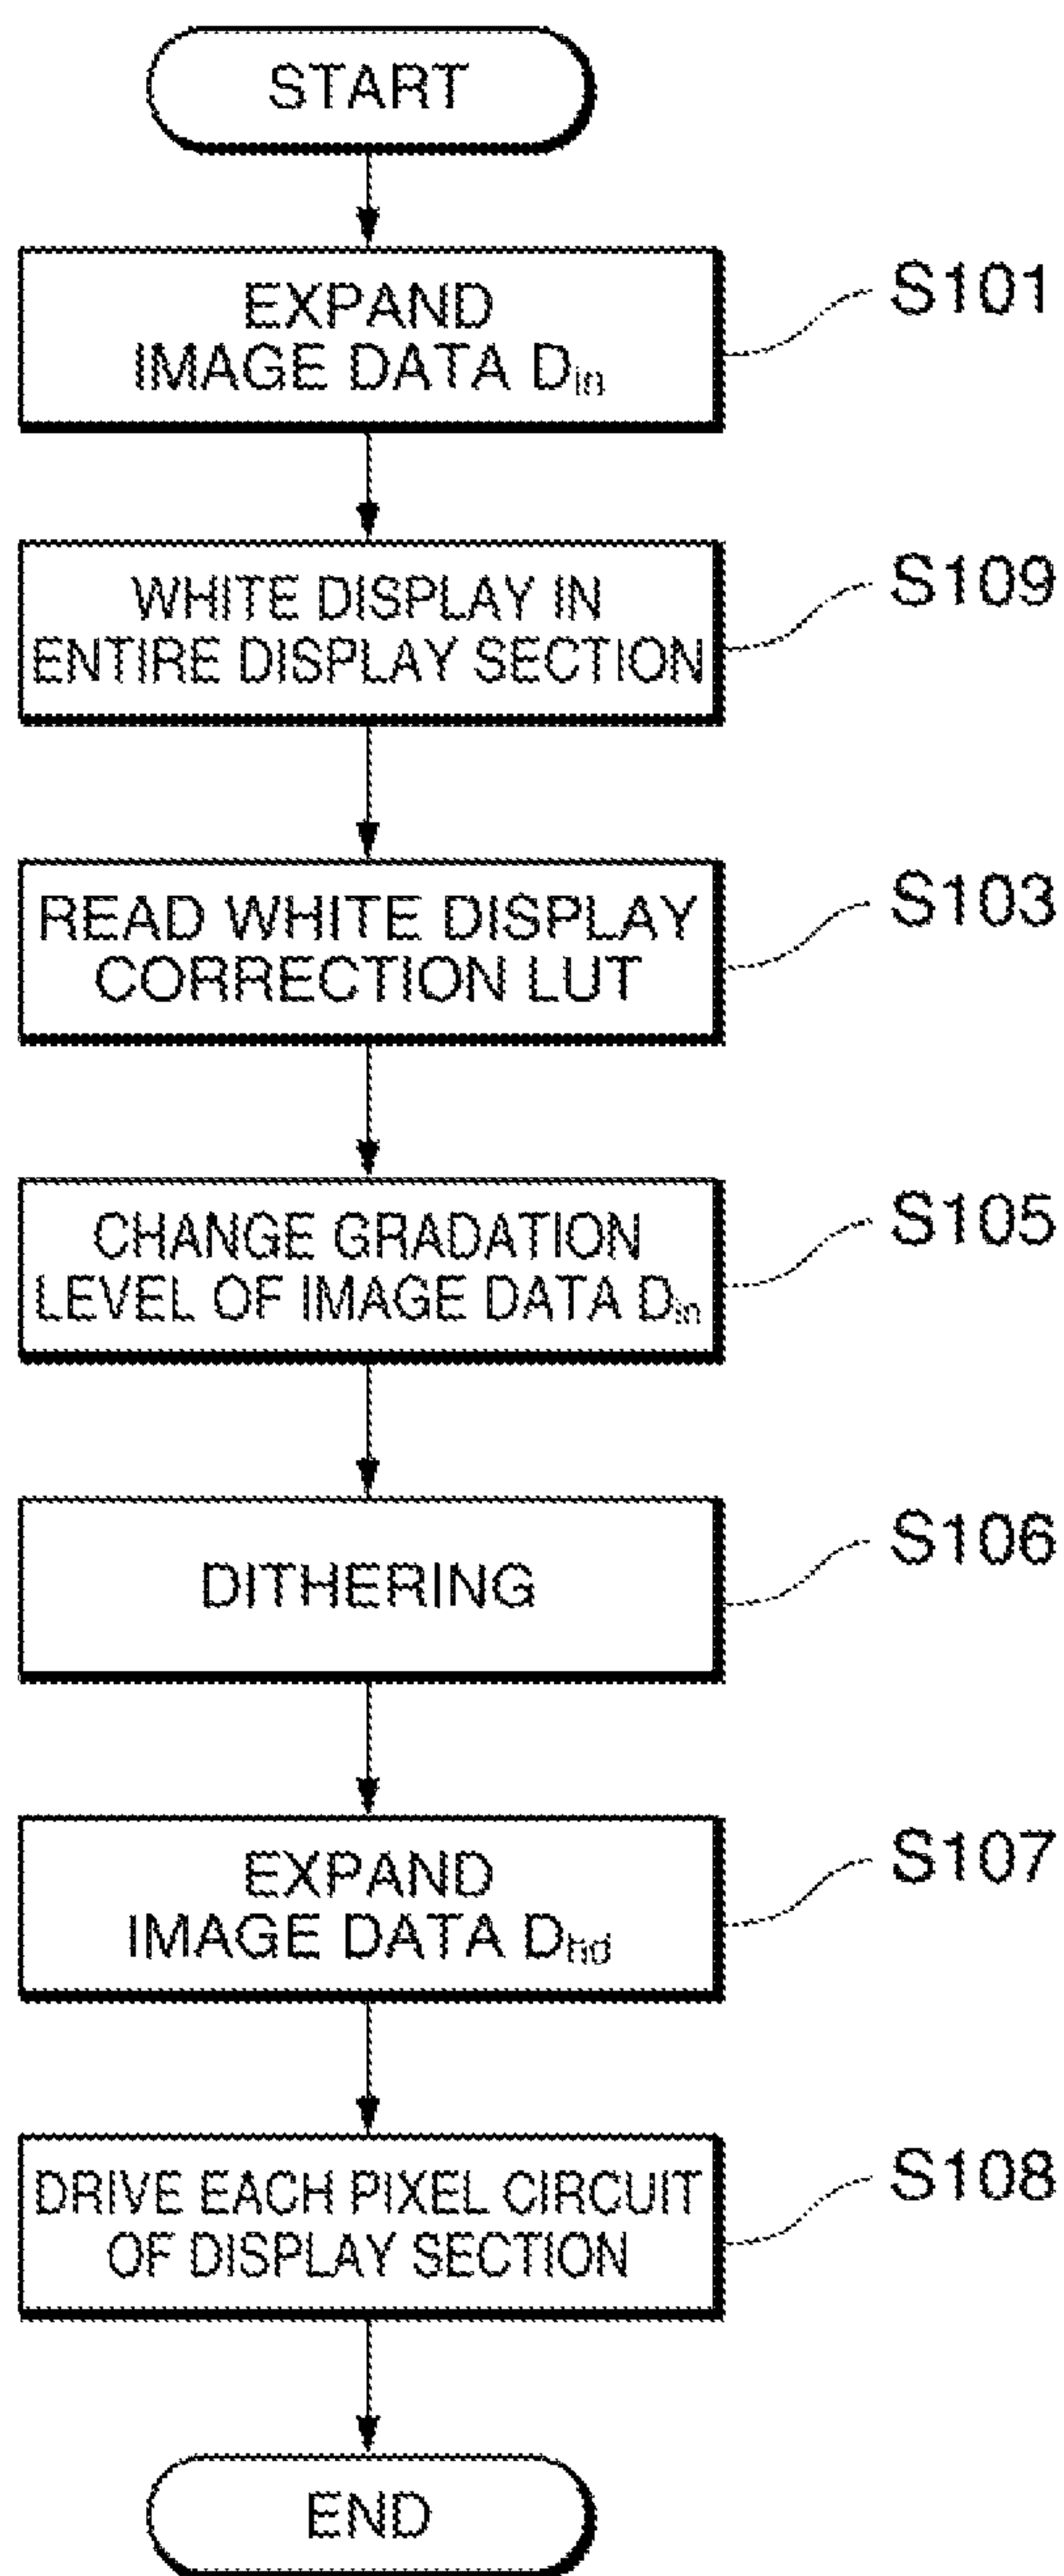 START
EXPAND
IMAGE DATA Din
S101
WHITE DISPLAY IN
ENTIRE DISPLAY SECTION
S109
READ WHITE DISPLAY
CORRECTION LUT
S103
CHANGE GRADATION
LEVEL OF IMAGE DATA Din
S105
DITHERING
S106
EXPAND
IMAGE DATA
S107
DRIVE EACH PIXEL CIRCUIT
OF DISPLAY SECTION
S108
END